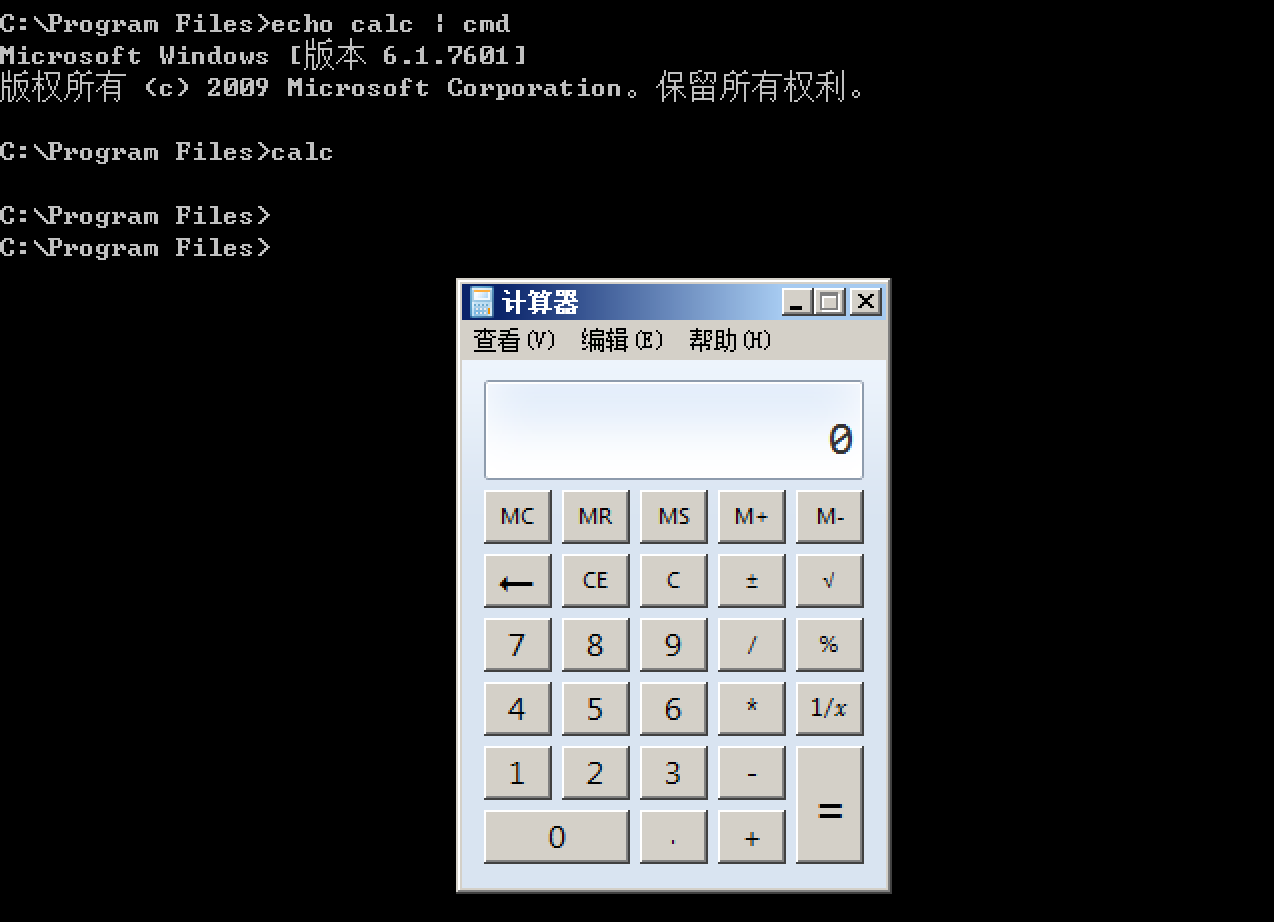 C:\Program Files>echo calc | cmd
Microsoft Windows [版本 6.1.7601]
版权所有 (c) 2009 Microsoft Corporation。保留所有权利。
C:\Program Files>calc
C:\Program Files>
C:\Program Files>
计算器
查看(V) 编辑(E) 帮助(H)
0
MC MR MS M+ M-
← CE C ± √
7 8 9 / %
4 5 6 * 1/x
1 2 3 - =
0 . +